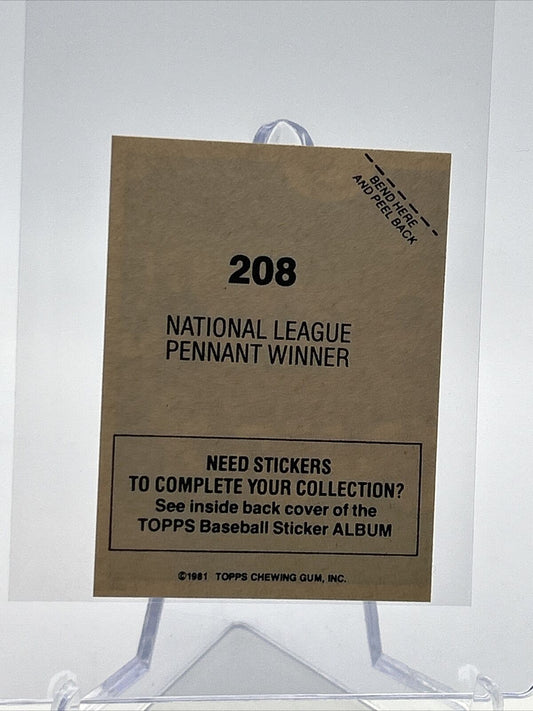 BEND HERE
AND PEEL BACK
208
NATIONAL LEAGUE
PENNANT WINNER
NEED STICKERS
TO COMPLETE YOUR COLLECTION?
See inside back cover of the
TOPPS Baseball Sticker ALBUM
©1981 TOPPS CHEWING GUM, INC.